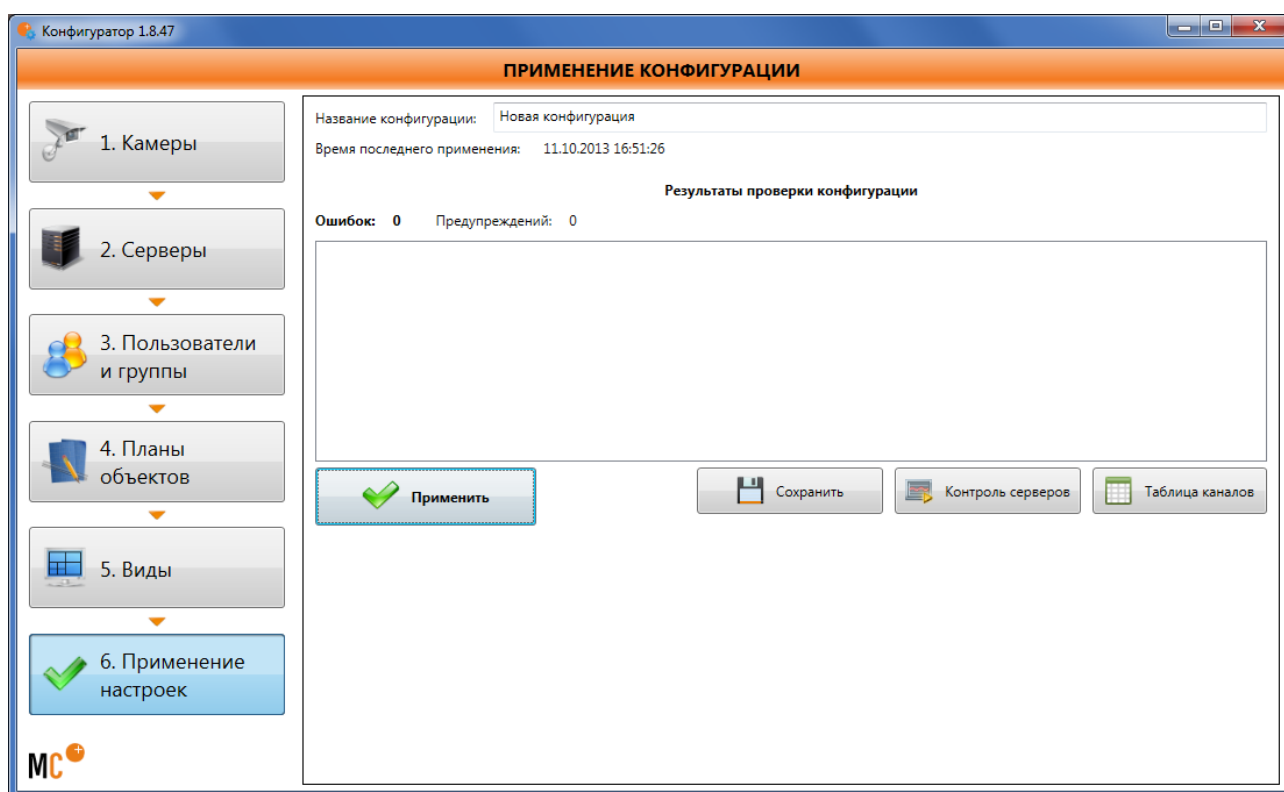 Конфигуратор 1.8.47
ПРИМЕНЕНИЕ КОНФИГУРАЦИИ
1. Камеры
2. Серверы
3. Пользователи
и группы
4. Планы
объектов
5. Виды
6. Применение
настроек
MC+
Название конфигурации: Новая конфигурация
Время последнего применения: 11.10.2013 16:51:26
Результаты проверки конфигурации
Ошибок: 0 Предупреждений: 0
Применить Сохранить Контроль серверов Таблица каналов